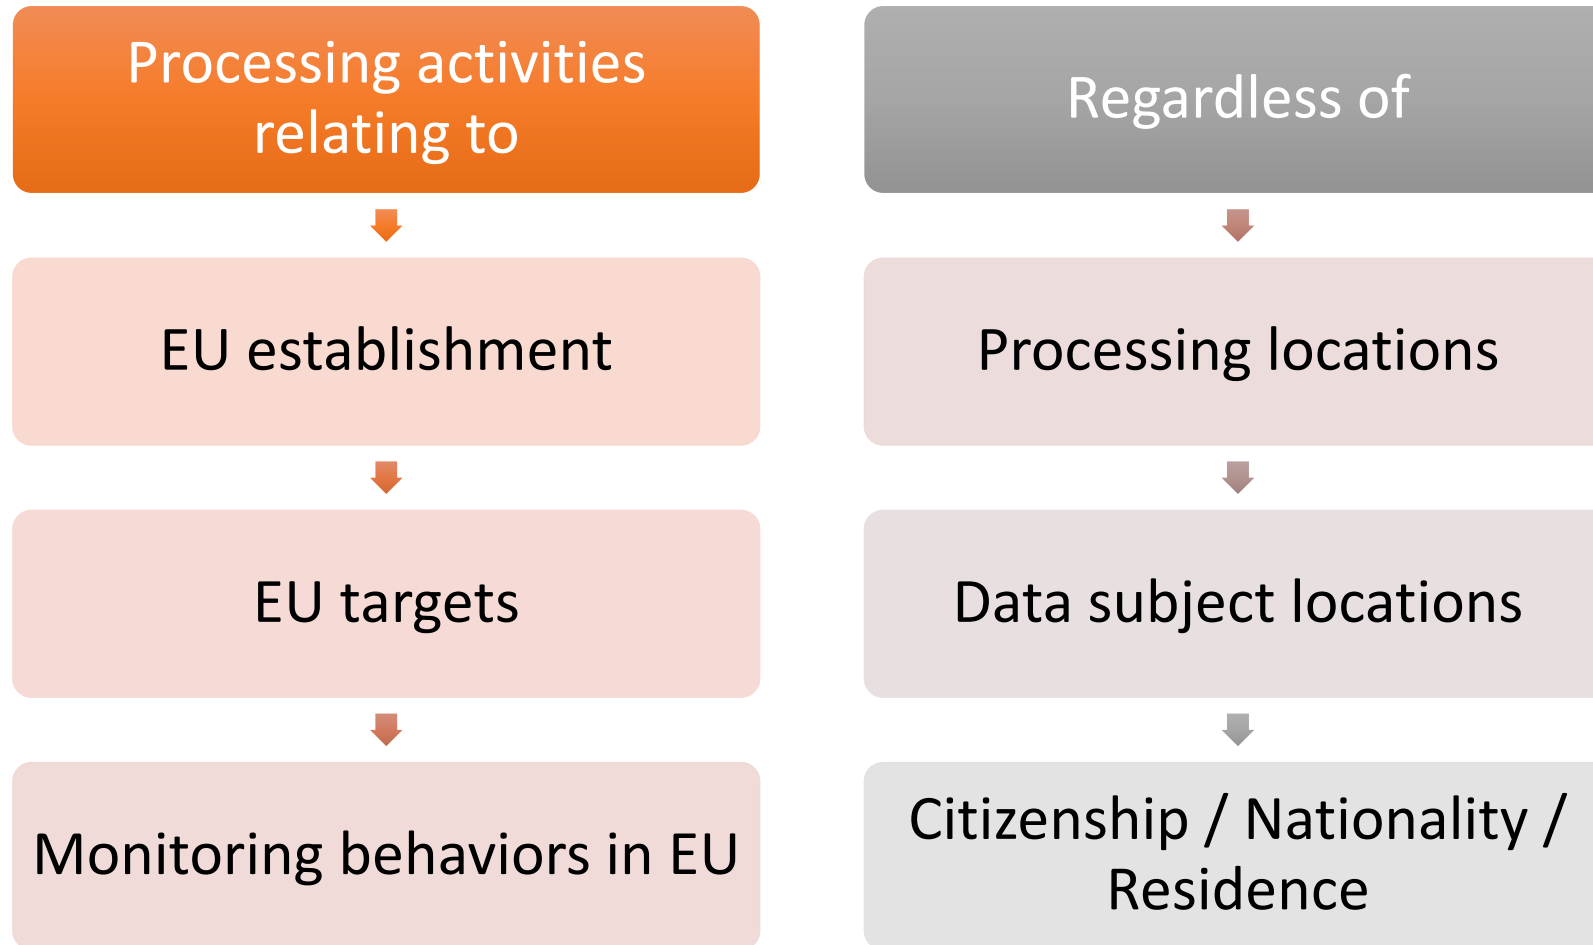 Processing activities
relating to
EU establishment
EU targets
Monitoring behaviors in EU
Regardless of
Processing locations
Data subject locations
Citizenship / Nationality /
Residence